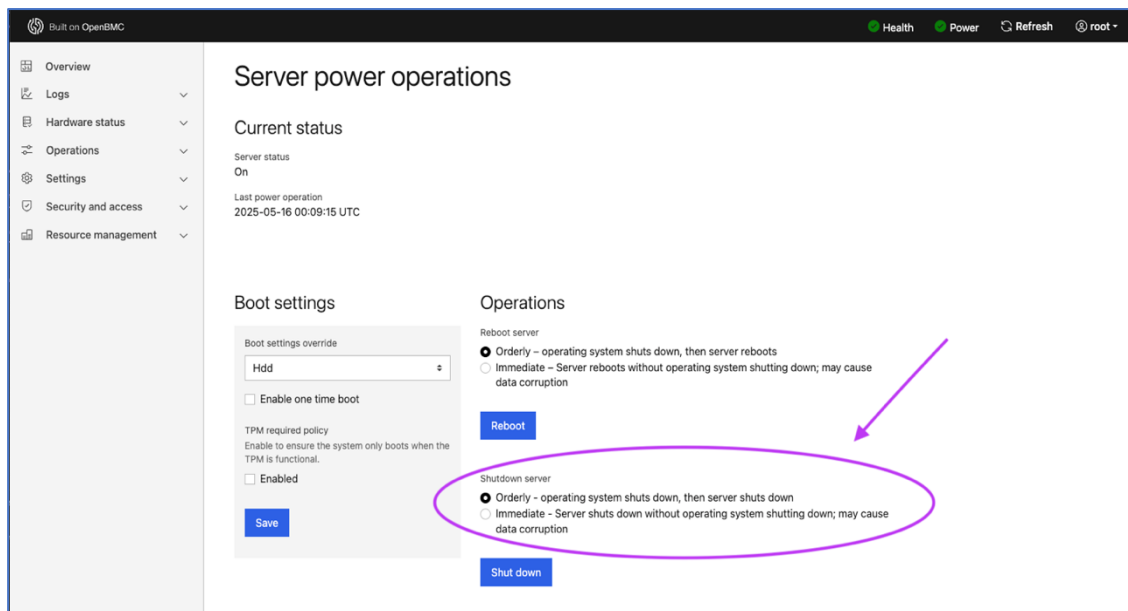 Built on OpenBMC
Health
Power
Refresh
root
Overview
Logs
Hardware status
Operations
Settings
Security and access
Resource management
Server power operations
Current status
Server status
On
Last power operation
2025-05-16 00:09:15 UTC
Boot settings
Boot settings override
Hdd
Enable one time boot
TPM required policy
Enable to ensure the system only boots when the
TPM is functional.
Enabled
Save
Operations
Reboot server
Orderly – operating system shuts down, then server reboots
Immediate – Server reboots without operating system shutting down; may cause
data corruption
Reboot
Shutdown server
Orderly - operating system shuts down, then server shuts down
Immediate - Server shuts down without operating system shutting down; may cause
data corruption
Shut down